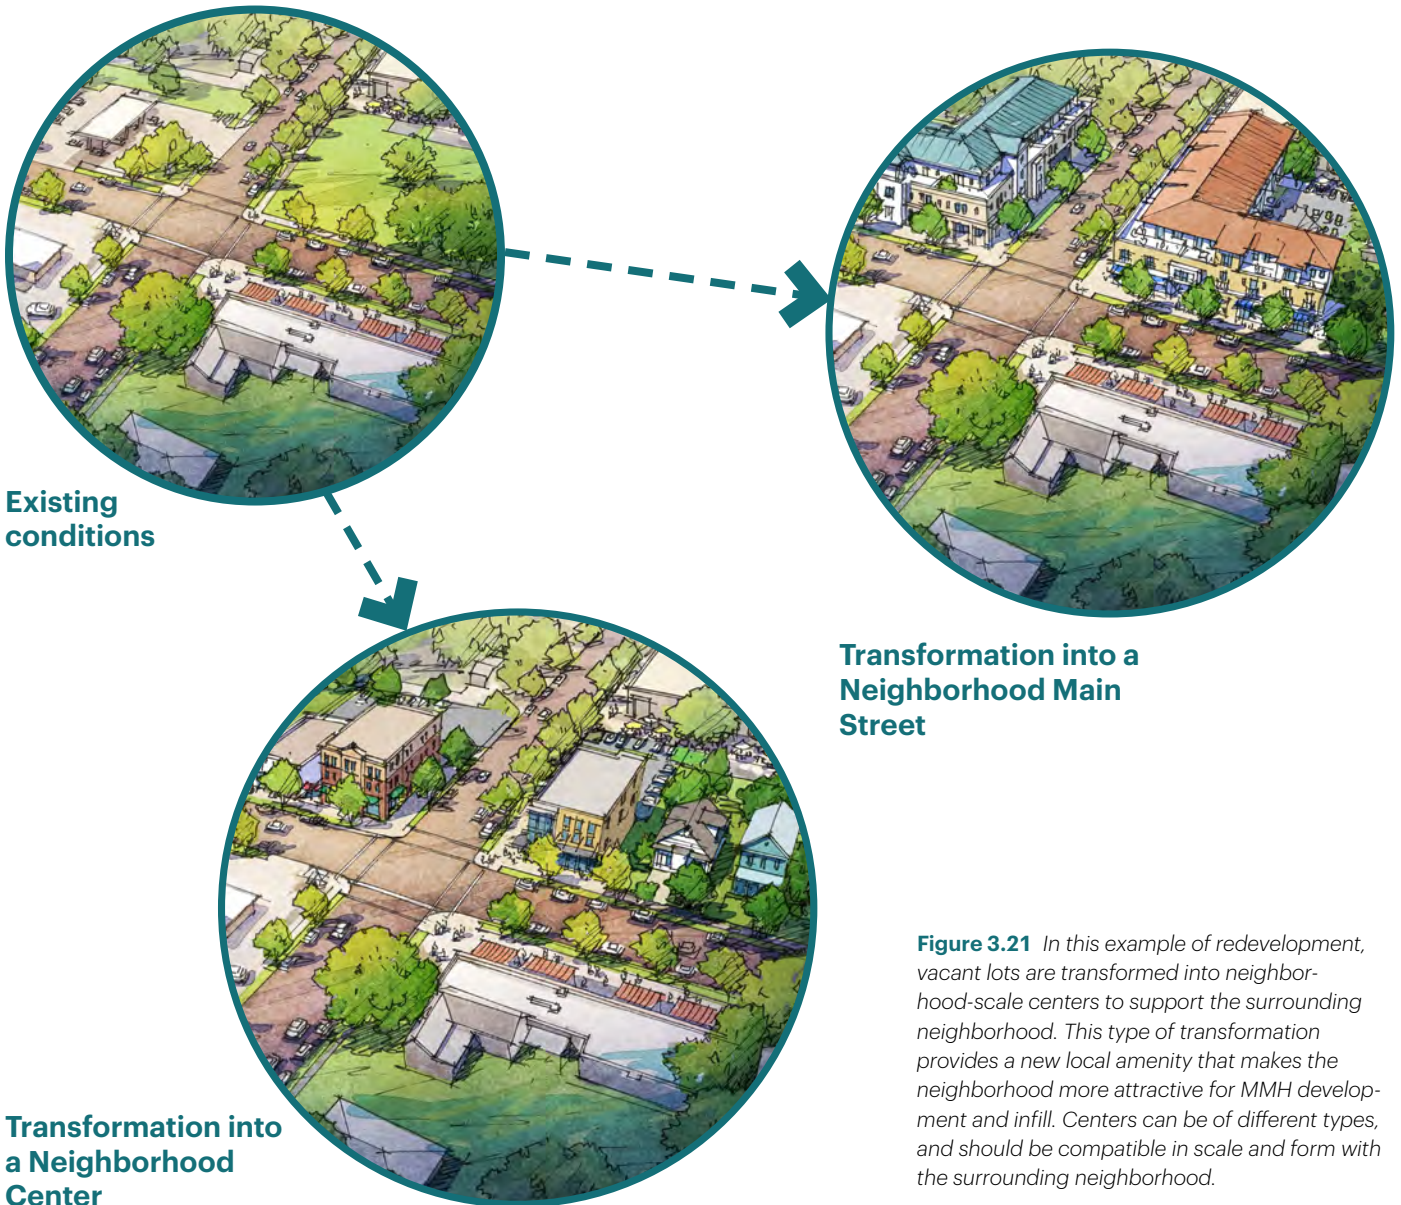 Existing
conditions
Transformation into a
Neighborhood Main
Street
Transformation into
a Neighborhood
Center
Figure 3.21 In this example of redevelopment,
vacant lots are transformed into neighbor-
hood-scale centers to support the surrounding
neighborhood. This type of transformation
provides a new local amenity that makes the
neighborhood more attractive for MMH develop-
ment and infill. Centers can be of different types,
and should be compatible in scale and form with
the surrounding neighborhood.